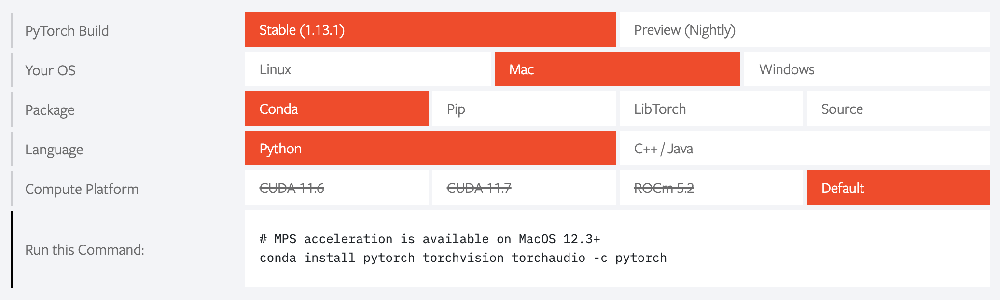 PyTorch Build
Stable (1.13.1)
Preview (Nightly)
Your OS
Linux
Mac
Windows
Package
Conda
Pip
LibTorch
Source
Language
Python
C++ / Java
Compute Platform
CUDA 11.6
CUDA 11.7
ROCm 5.2
Default
Run this Command:
# MPS acceleration is available on MacOS 12.3+
conda install pytorch torchvision torchaudio -c pytorch